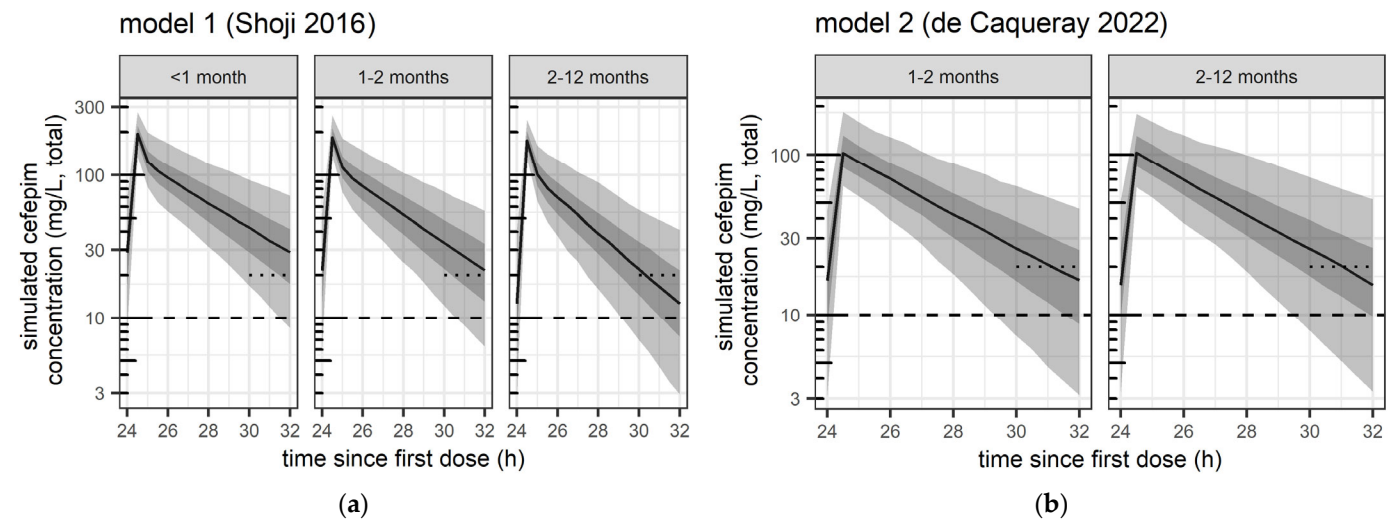 model 1 (Shoji 2016)
<1 month
1-2 months
2-12 months
300
100
30
10
3
simulated cefepim
concentration (mg/L, total)
24 26 28 30 32
24 26 28 30 32
24 26 28 30 32
time since first dose (h)
(a)
model 2 (de Caqueray 2022)
1-2 months
2-12 months
100
30
10
3
simulated cefepim
concentration (mg/L, total)
24 26 28 30 32
24 26 28 30 32
time since first dose (h)
(b)